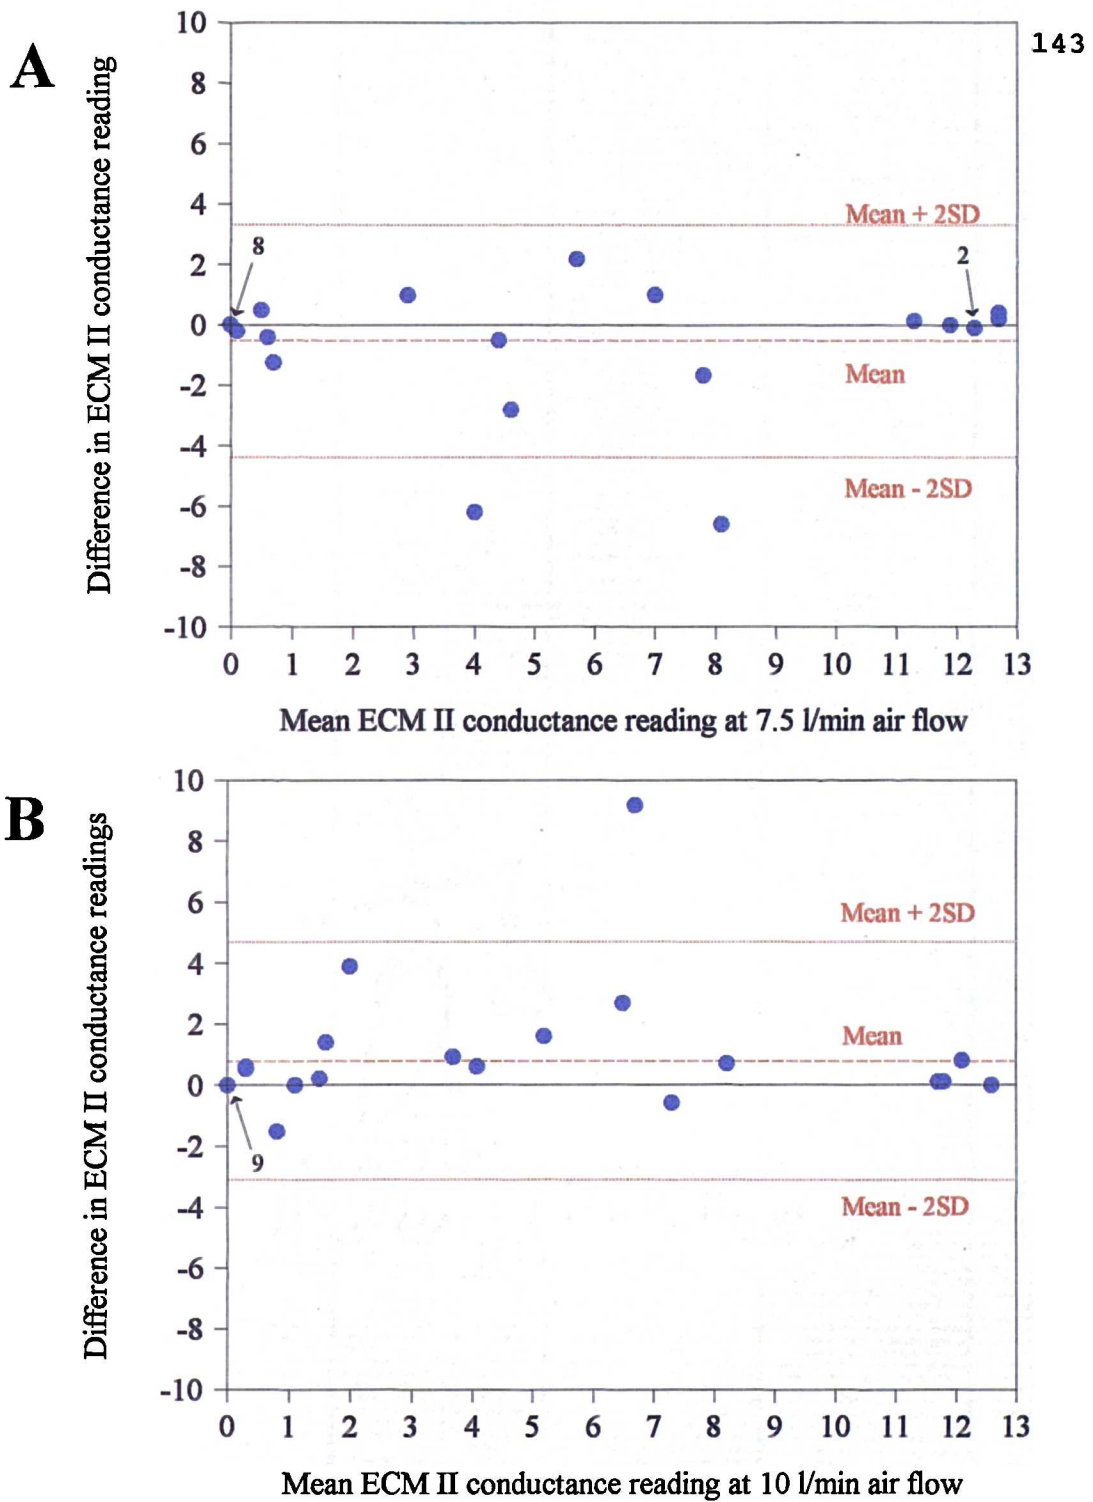 143
A
Difference in ECM II conductance reading
10
8
6
4
2
0
-2
-4
-6
-8
-10
Mean + 2SD
8
2
Mean
Mean - 2SD
0 1 2 3 4 5 6 7 8 9 10 11 12 13
Mean ECM II conductance reading at 7.5 l/min air flow
B
Difference in ECM II conductance readings
10
8
6
4
2
0
-2
-4
-6
-8
-10
Mean + 2SD
Mean
9
Mean - 2SD
0 1 2 3 4 5 6 7 8 9 10 11 12 13
Mean ECM II conductance reading at 10 l/min air flow